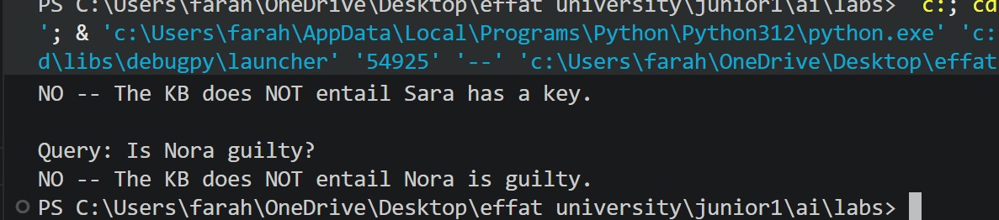 PS C:\Users\farah\OneDrive\Desktop\effat university\junior1\ai\labs>  c:; cd
'; & 'c:\Users\farah\AppData\Local\Programs\Python\Python312\python.exe' 'c:
d\libs\debugpy\launcher' '54925' '--' 'c:\Users\farah\OneDrive\Desktop\effat
NO -- The KB does NOT entail Sara has a key.
Query: Is Nora guilty?
NO -- The KB does NOT entail Nora is guilty.
PS C:\Users\farah\OneDrive\Desktop\effat university\junior1\ai\labs>